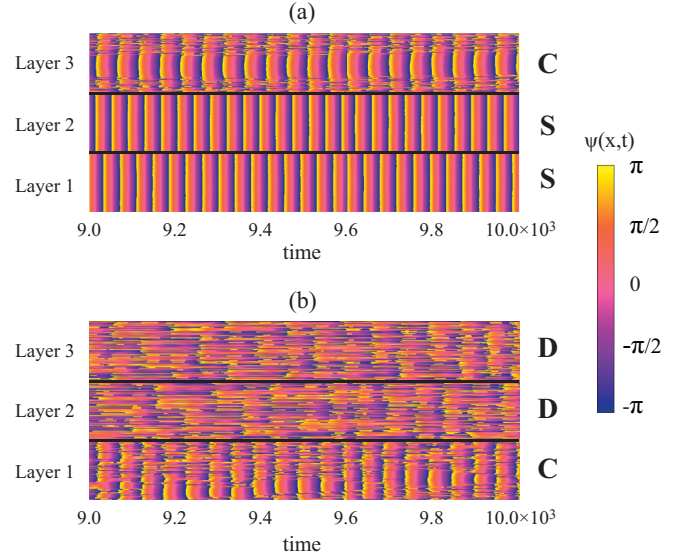 (a)
Layer 3
C
Layer 2
S
Layer 1
S
9.0 9.2 9.4 9.6 9.8 10.0×10³
time
ψ(x,t)
π
π/2
0
-π/2
-π
(b)
Layer 3
D
Layer 2
D
Layer 1
C
9.0 9.2 9.4 9.6 9.8 10.0×10³
time